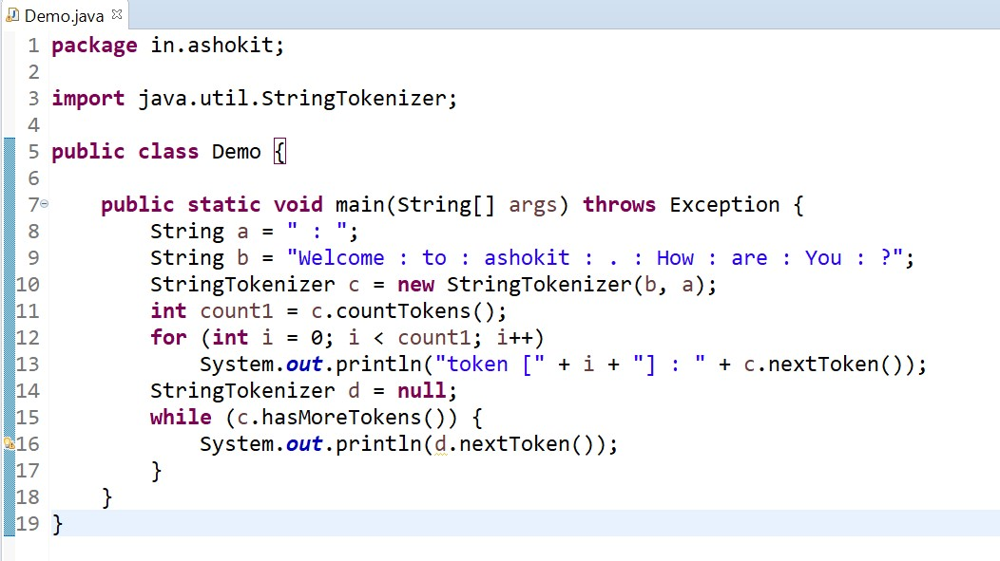 Demo.java
1 package in.ashokit;
2
3 import java.util.StringTokenizer;
4
5 public class Demo {
6
7     public static void main(String[] args) throws Exception {
8         String a = " : ";
9         String b = "Welcome : to : ashokit : . : How : are : You : ?";
10         StringTokenizer c = new StringTokenizer(b, a);
11         int count1 = c.countTokens();
12         for (int i = 0; i < count1; i++)
13             System.out.println("token [" + i + "] : " + c.nextToken());
14         StringTokenizer d = null;
15         while (c.hasMoreTokens()) {
16             System.out.println(d.nextToken());
17         }
18     }
19 }